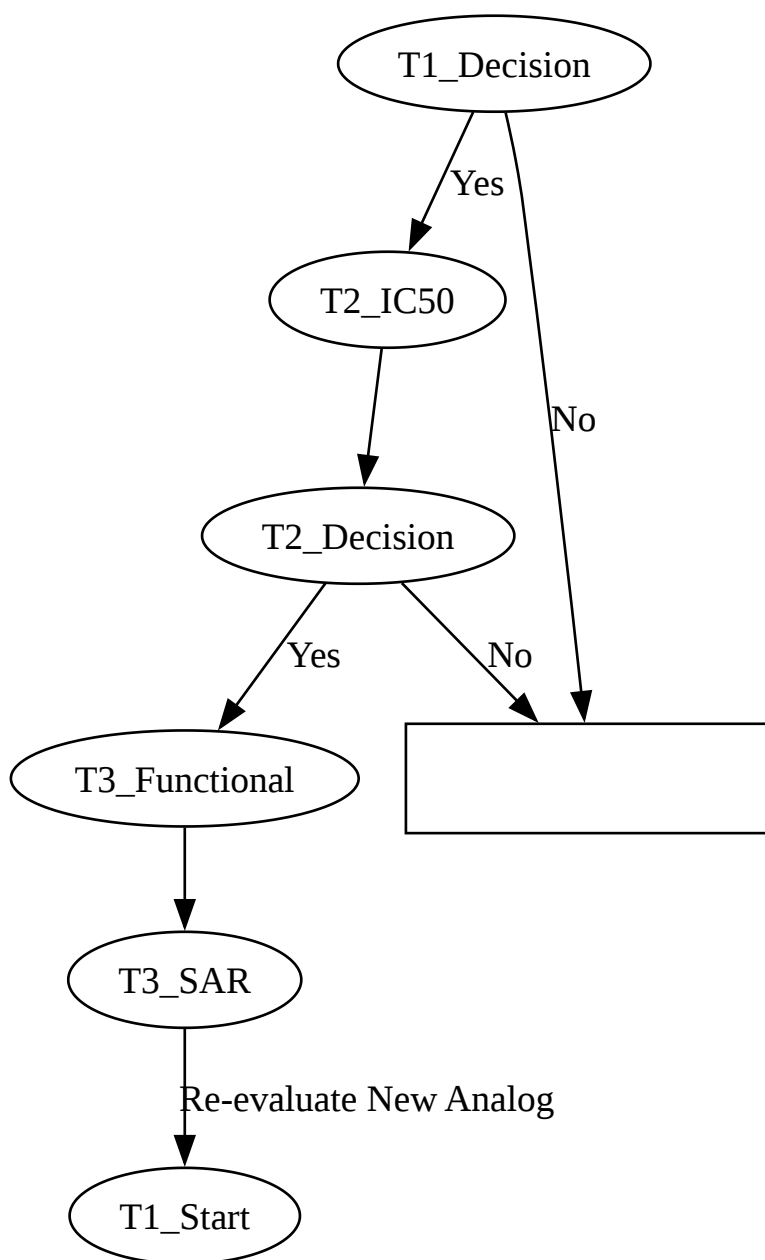 T1_Decision
Yes
T2_IC50
No
T2_Decision
Yes
No
T3_Functional
T3_SAR
Re-evaluate New Analog
T1_Start